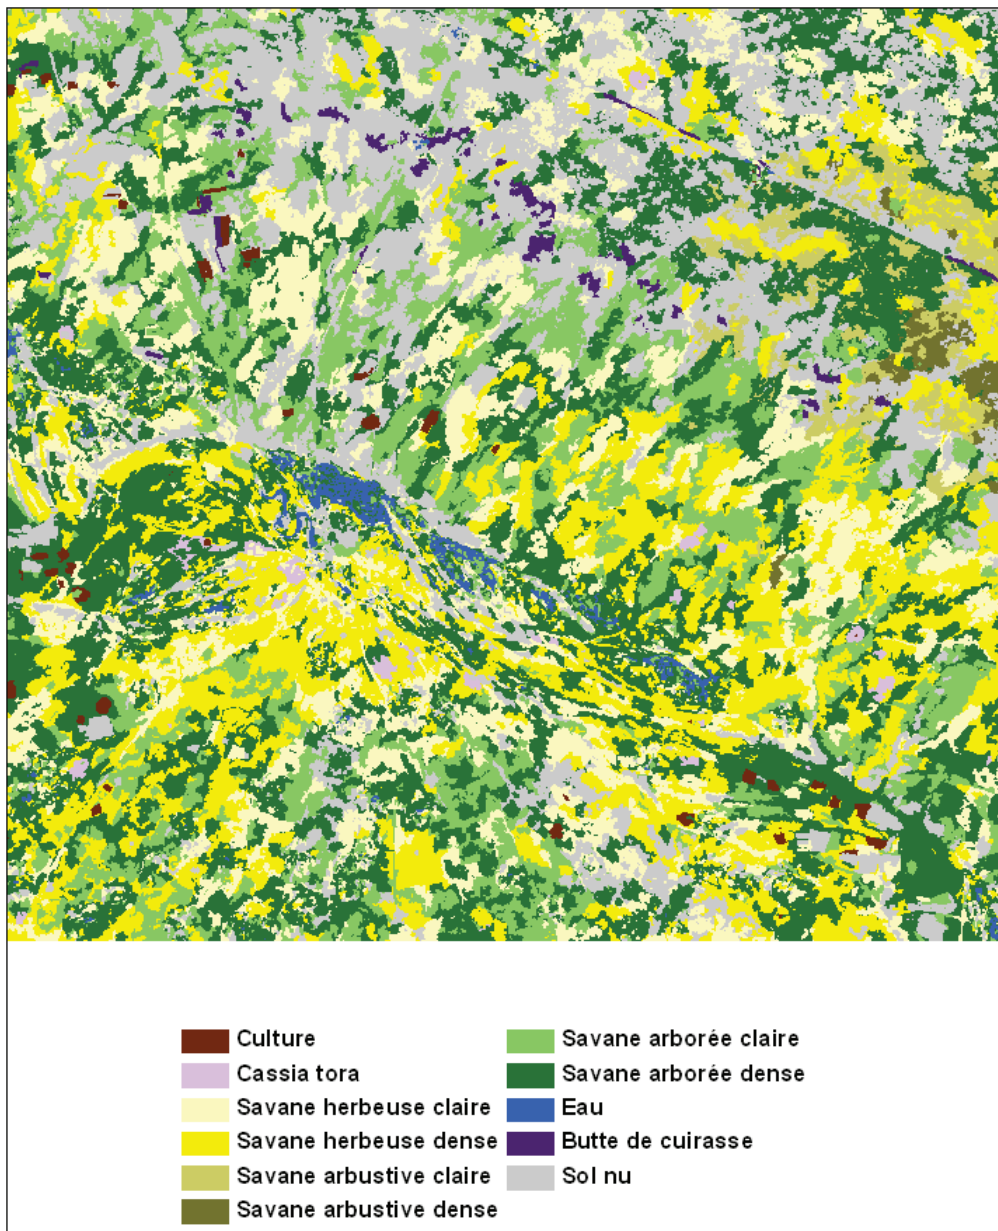 Culture
Cassia tora
Savane herbeuse claire
Savane herbeuse dense
Savane arbustive claire
Savane arbustive dense
Savane arborée claire
Savane arborée dense
Eau
Butte de cuirasse
Sol nu